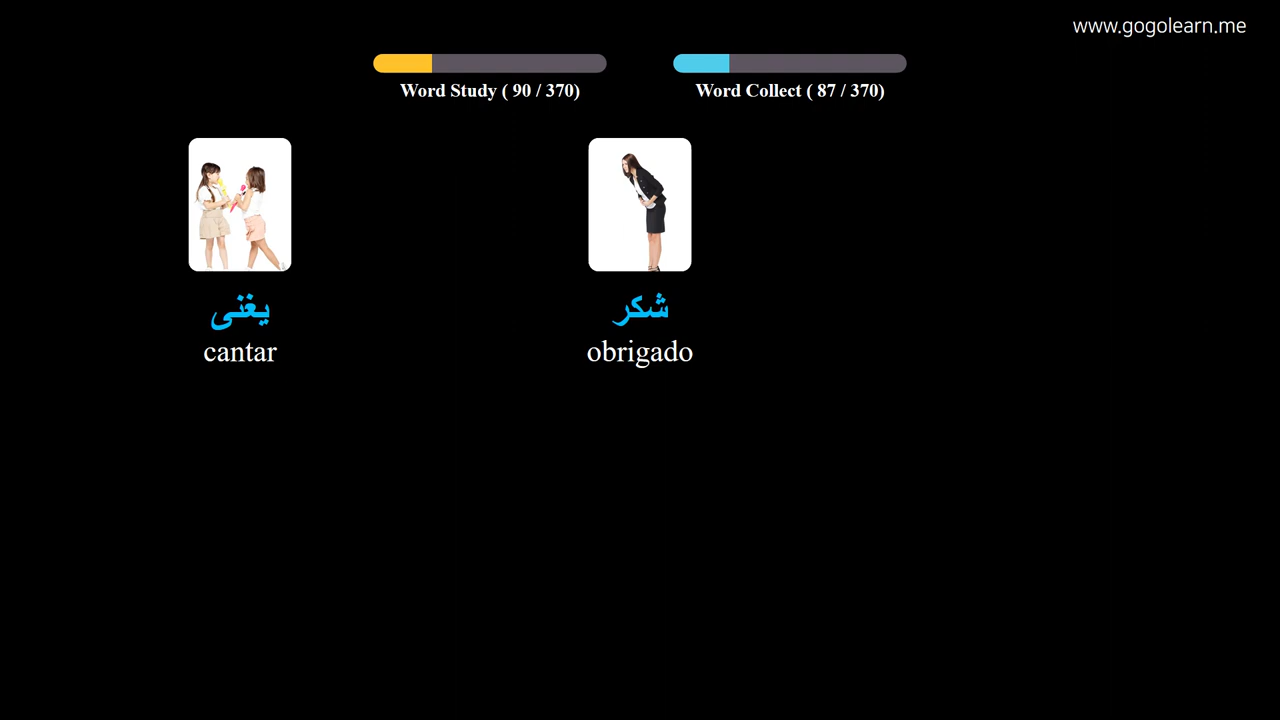 www.gogolearn.me
Word Study ( 90 / 370)
Word Collect ( 87 / 370)
يغنى
cantar
شكر
obrigado